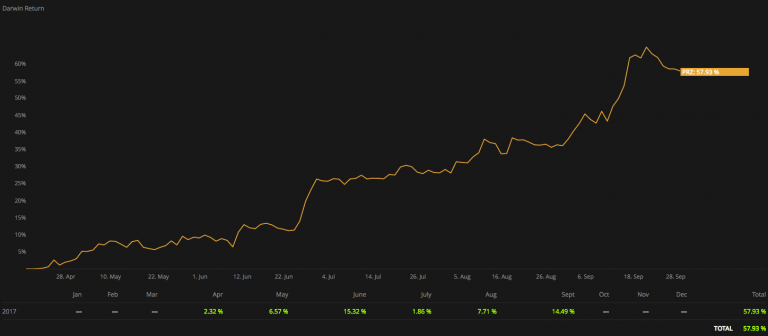 Darwin Return
60%
55%
50%
45%
40%
35%
30%
25%
20%
15%
10%
5%
PRZ: 57.93 %
28. Apr 10. May 22. May 1. Jun 12. Jun 22. Jun 4. Jul 14. Jul 26. Jul 5. Aug 16. Aug 26. Aug 6. Sep 18. Sep 28. Sep
Jan Feb Mar Apr May June July Aug Sept Oct Nov Dec Total
2017 — — — 2.32 % 6.57 % 15.32 % 1.86 % 7.71 % 14.49 % — — — 57.93 %
TOTAL 57.93 %